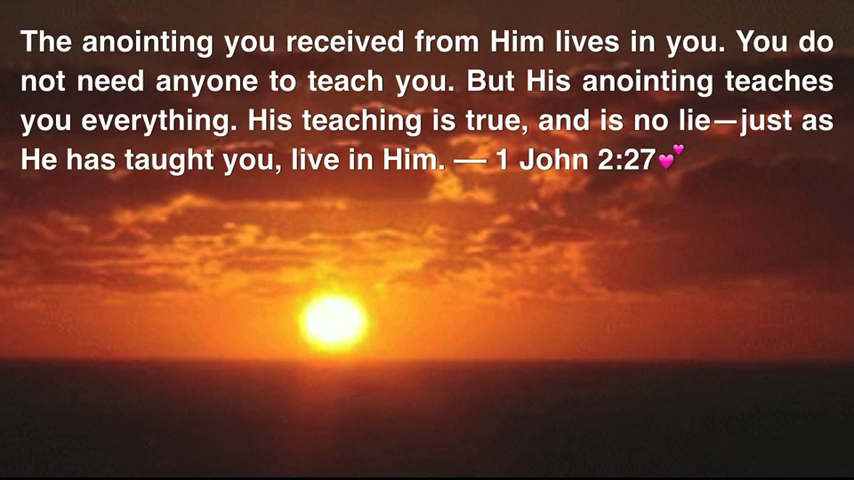 The anointing you received from Him lives in you. You do
not need anyone to teach you. But His anointing teaches
you everything. His teaching is true, and is no lie—just as
He has taught you, live in Him. — 1 John 2:27💕